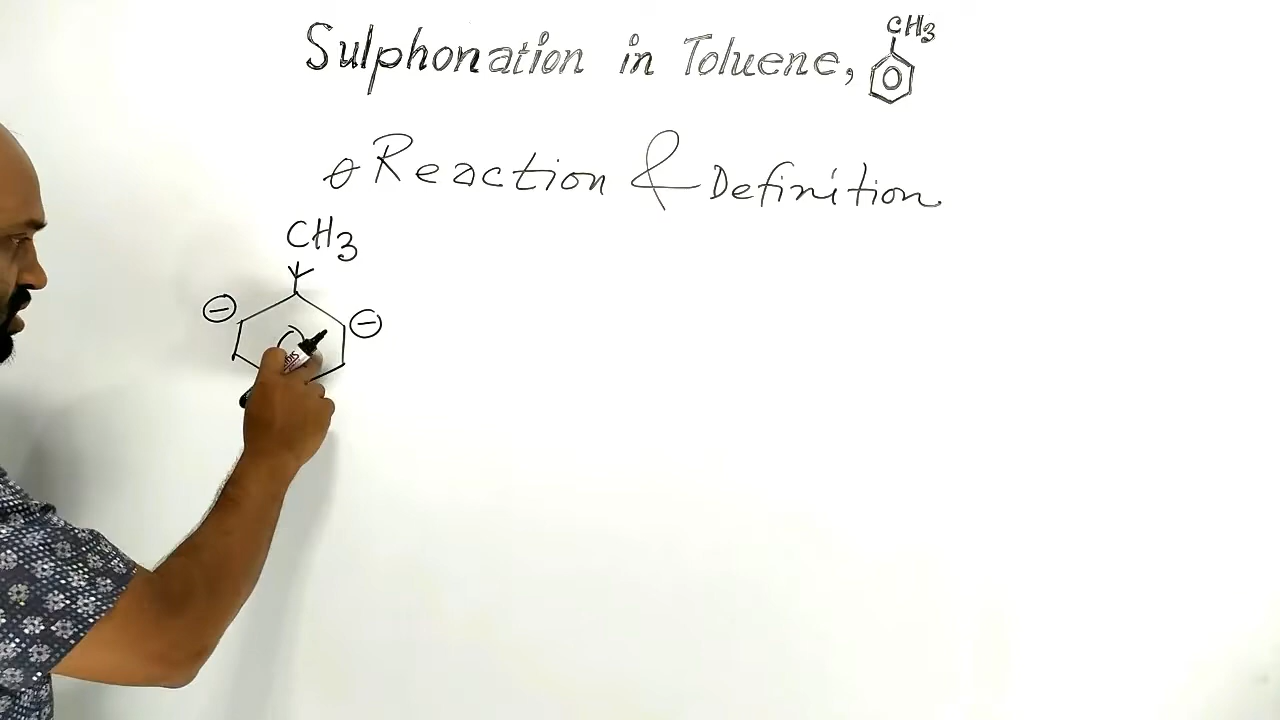 Sulphonation in Toluene, CH3
Reaction & Definition
CH3
⊖ ⊖